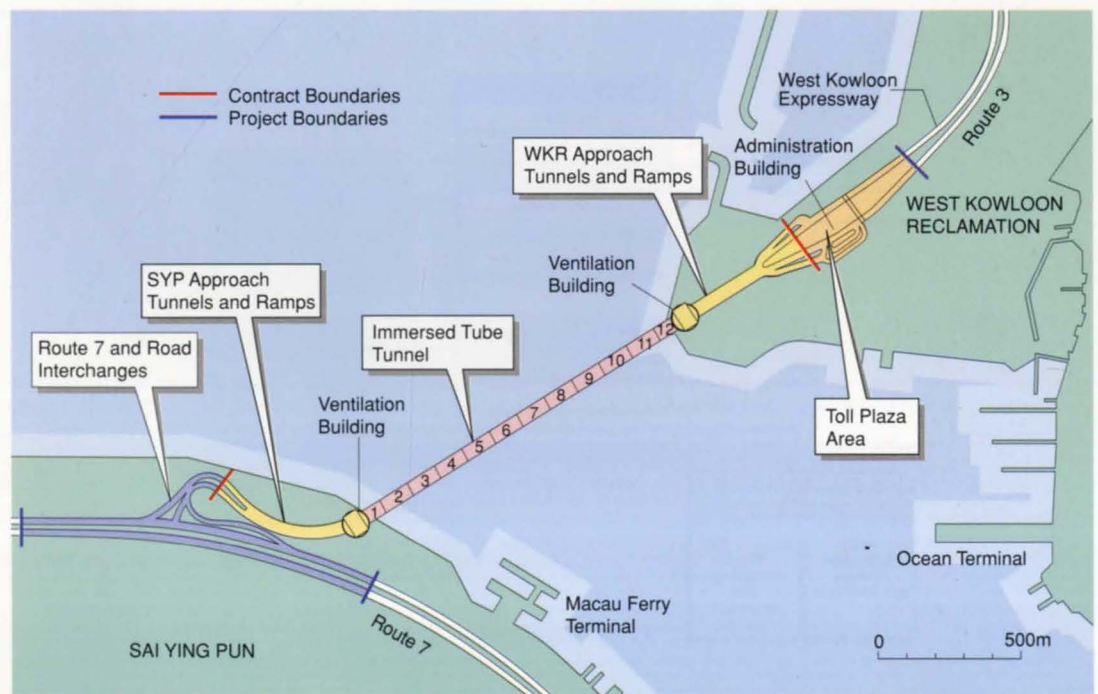 Contract Boundaries
Project Boundaries
West Kowloon
Expressway
Route 3
WKR Approach
Tunnels and Ramps
Administration
Building
WEST KOWLOON
RECLAMATION
SYP Approach
Tunnels and Ramps
Ventilation
Building
Route 7 and Road
Interchanges
Immersed Tube
Tunnel
Ventilation
Building
1 2 3 4 5 6 7 8 9 10 11 12
Toll Plaza
Area
Ocean Terminal
Macau Ferry
Terminal
Route 7
SAI YING PUN
0 500m